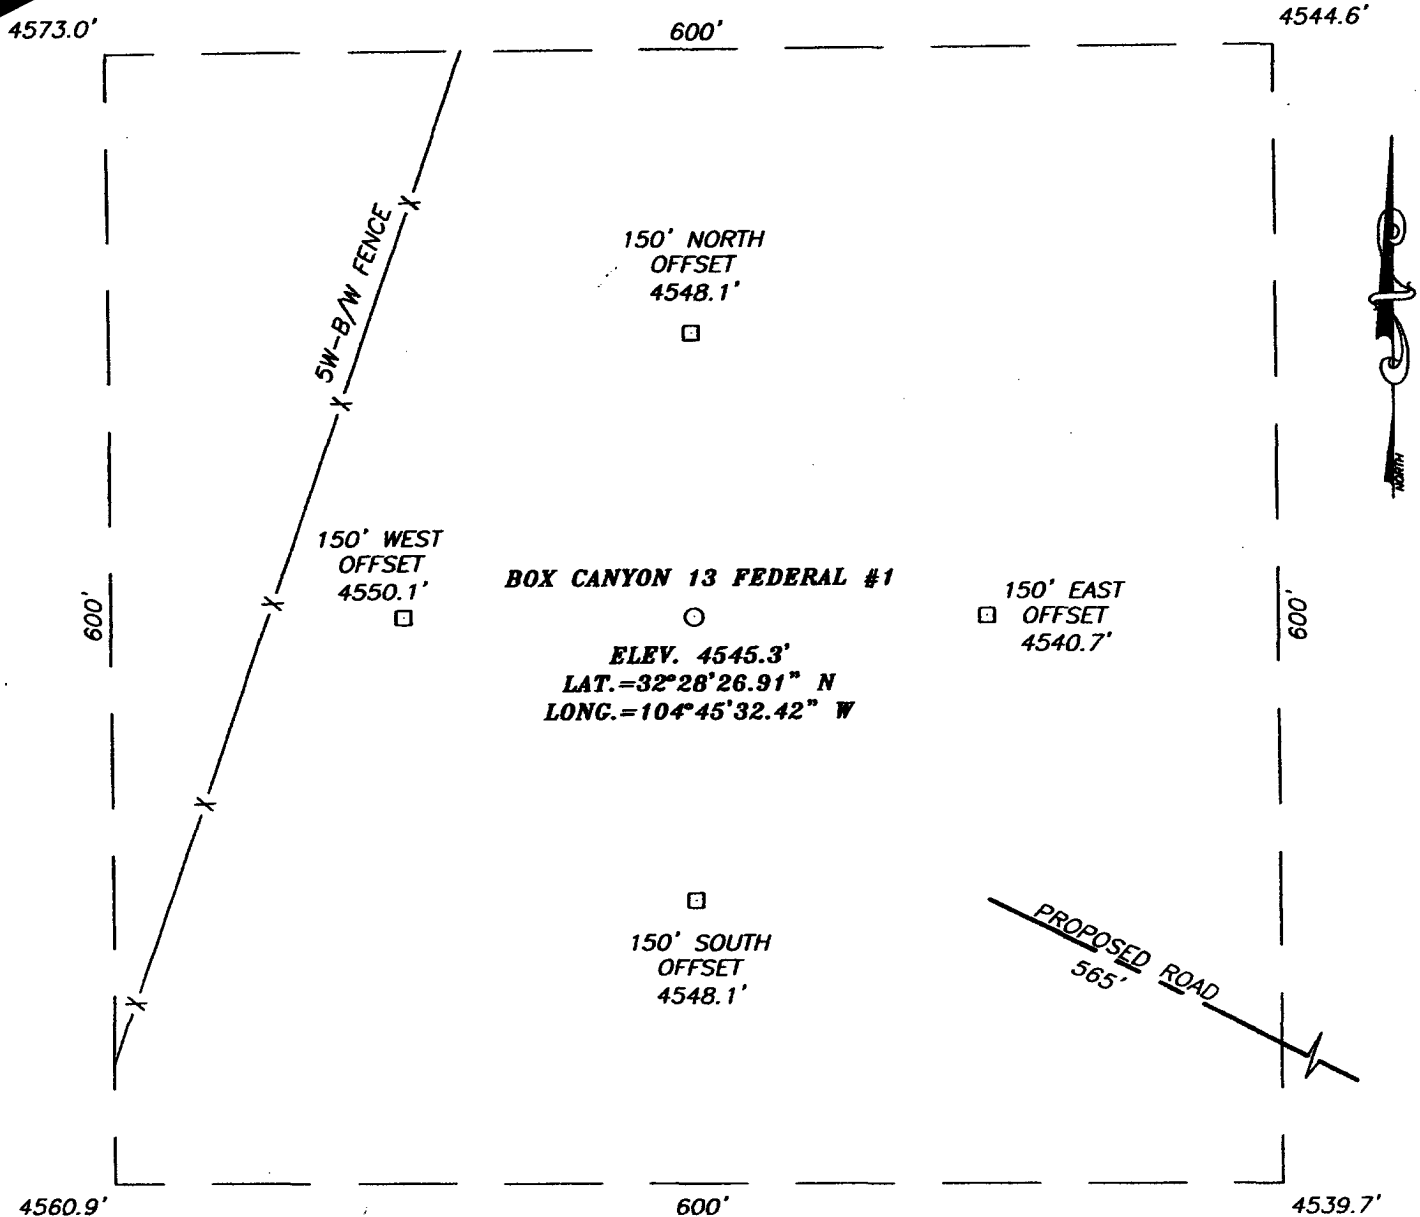 4573.0'
600'
4544.6'
5W-B/W FENCE
150' NORTH
OFFSET
4548.1'
NORTH
150' WEST
OFFSET
4550.1'
BOX CANYON 13 FEDERAL #1
ELEV. 4545.3'
LAT.=32°28'26.91" N
LONG.=104°45'32.42" W
150' EAST
OFFSET
4540.7'
600'
600'
150' SOUTH
OFFSET
4548.1'
PROPOSED ROAD
565'
4560.9'
600'
4539.7'